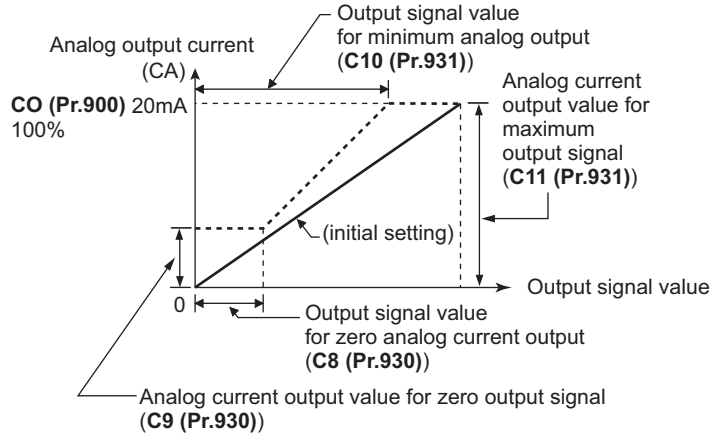 Output signal value
for minimum analog output
(C10 (Pr.931))
Analog output current
(CA)
CO (Pr.900) 20mA
100%
Analog current
output value for
maximum
output signal
(C11 (Pr.931))
(initial setting)
Output signal value
0
Output signal value
for zero analog current output
(C8 (Pr.930))
Analog current output value for zero output signal
(C9 (Pr.930))